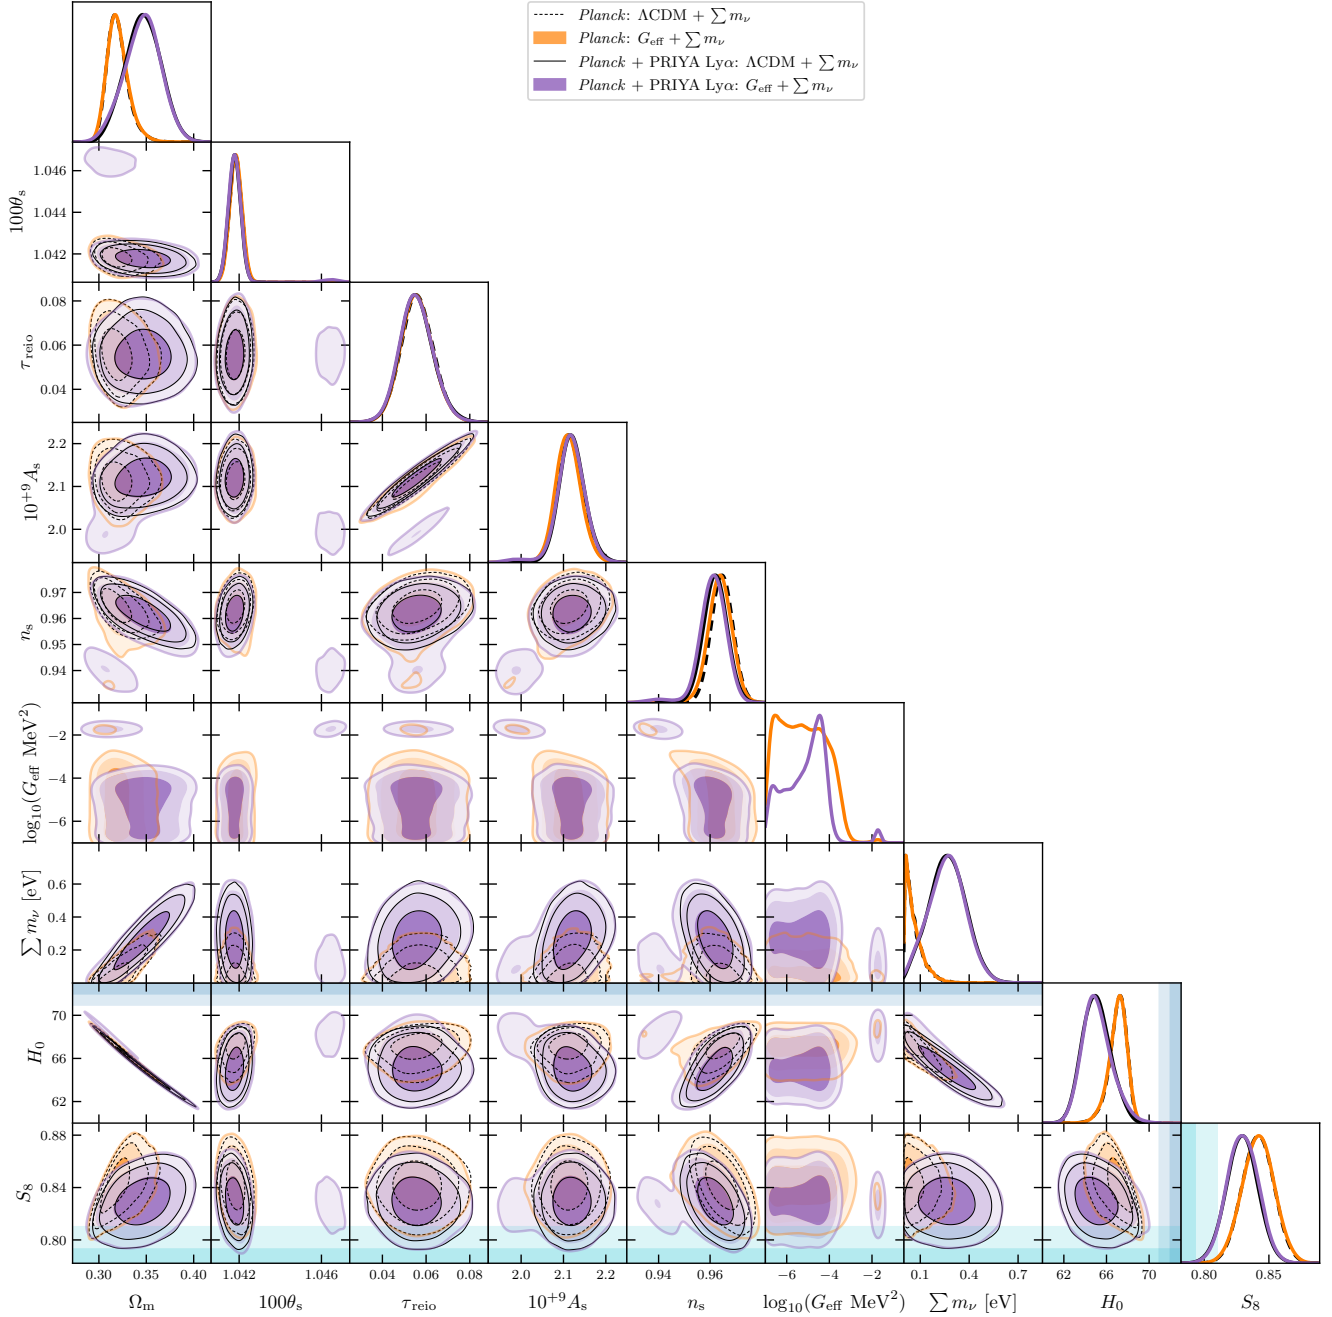 Planck: ΛCDM + ∑ mν
Planck: Geff + ∑ mν
Planck + PRIYA Lyα: ΛCDM + ∑ mν
Planck + PRIYA Lyα: Geff + ∑ mν
100θs
1.046
1.044
1.042
τreio
0.08
0.06
0.04
10⁺⁹As
2.2
2.1
2.0
ns
0.97
0.96
0.95
0.94
log₁₀(Geff MeV²)
−2
−4
−6
∑ mν [eV]
0.6
0.4
0.2
H₀
70
66
62
S₈
0.88
0.84
0.80
0.30 0.35 0.40 1.042 1.046 0.04 0.06 0.08 2.0 2.1 2.2 0.94 0.96 −6 −4 −2 0.1 0.4 0.7 62 66 70 0.80 0.85
Ωm 100θs τreio 10⁺⁹As ns log₁₀(Geff MeV²) ∑ mν [eV] H₀ S₈